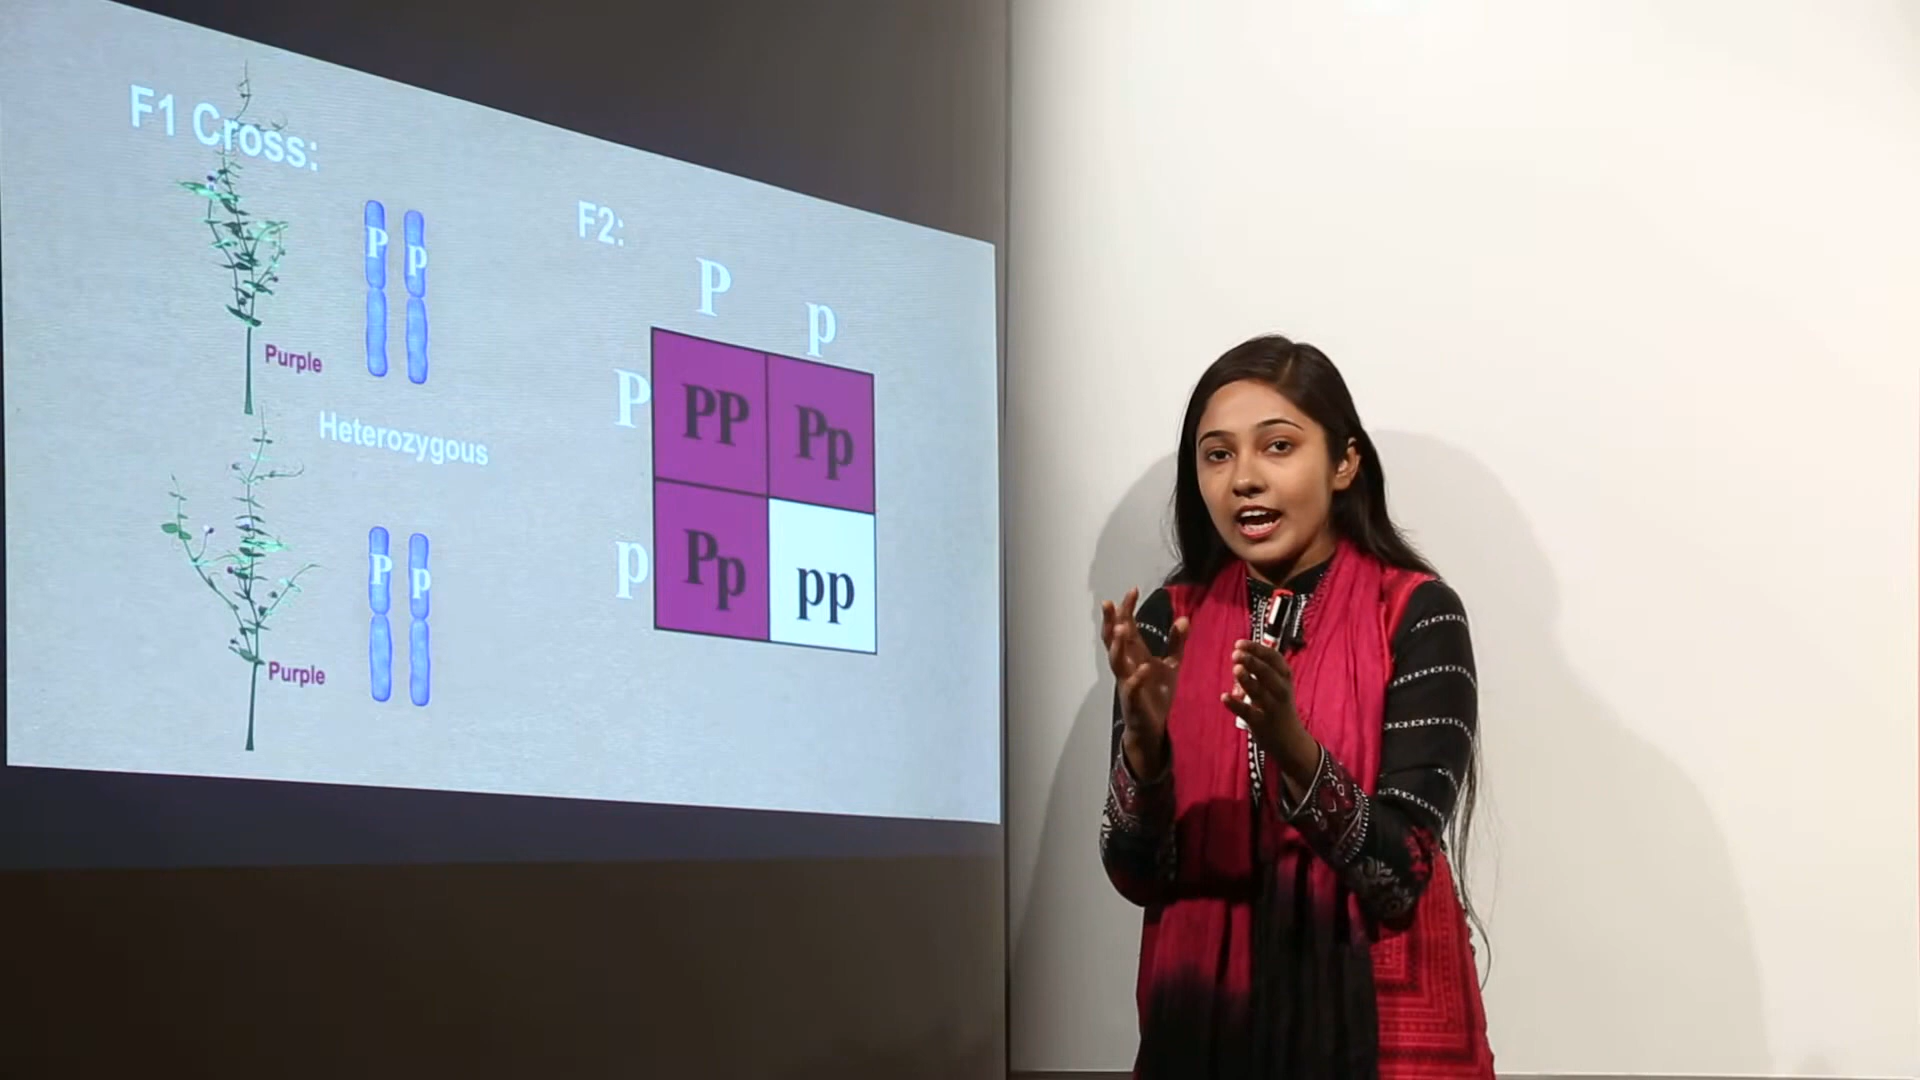 F1 Cross:
P p
Purple
Heterozygous
P p
Purple
F2:
P p
P PP Pp
p Pp pp